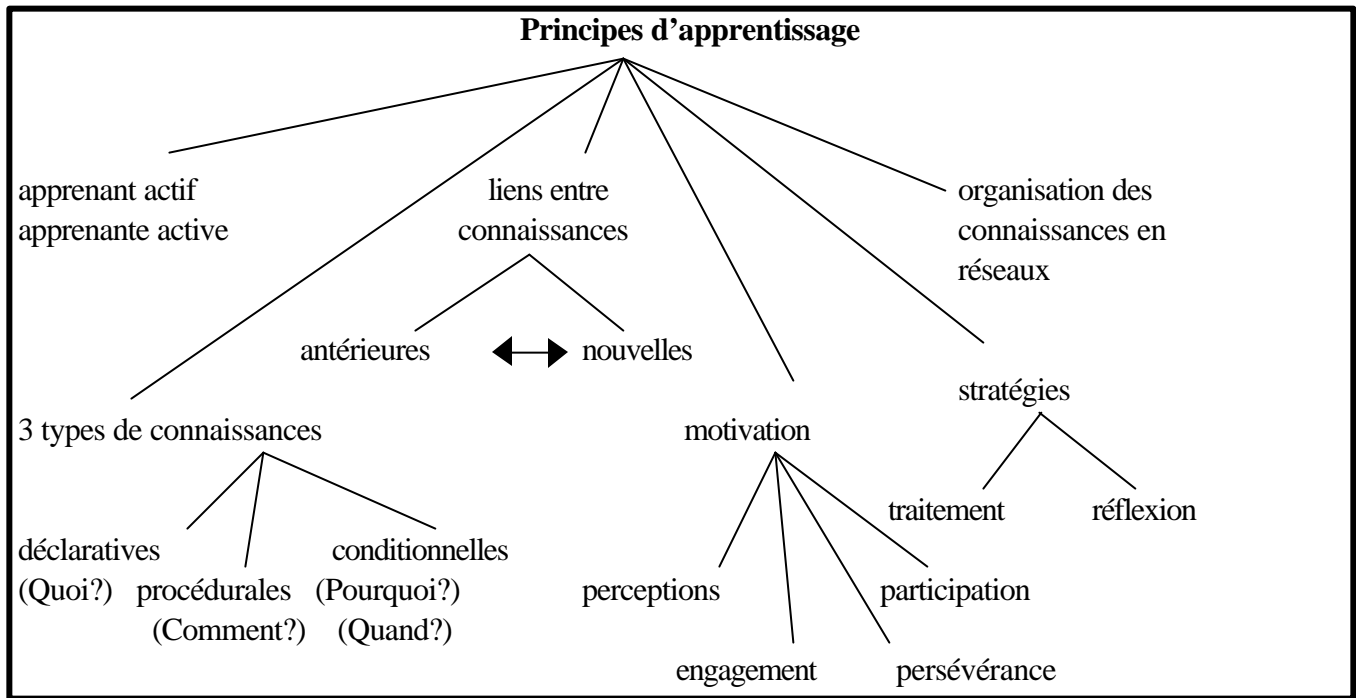 Principes d'apprentissage
apprenant actif
apprenante active
liens entre
connaissances
organisation des
connaissances en
réseaux
antérieures
nouvelles
stratégies
3 types de connaissances
motivation
traitement
réflexion
déclaratives
(Quoi?)
procédurales
(Comment?)
conditionnelles
(Pourquoi?)
(Quand?)
perceptions
participation
engagement
persévérance